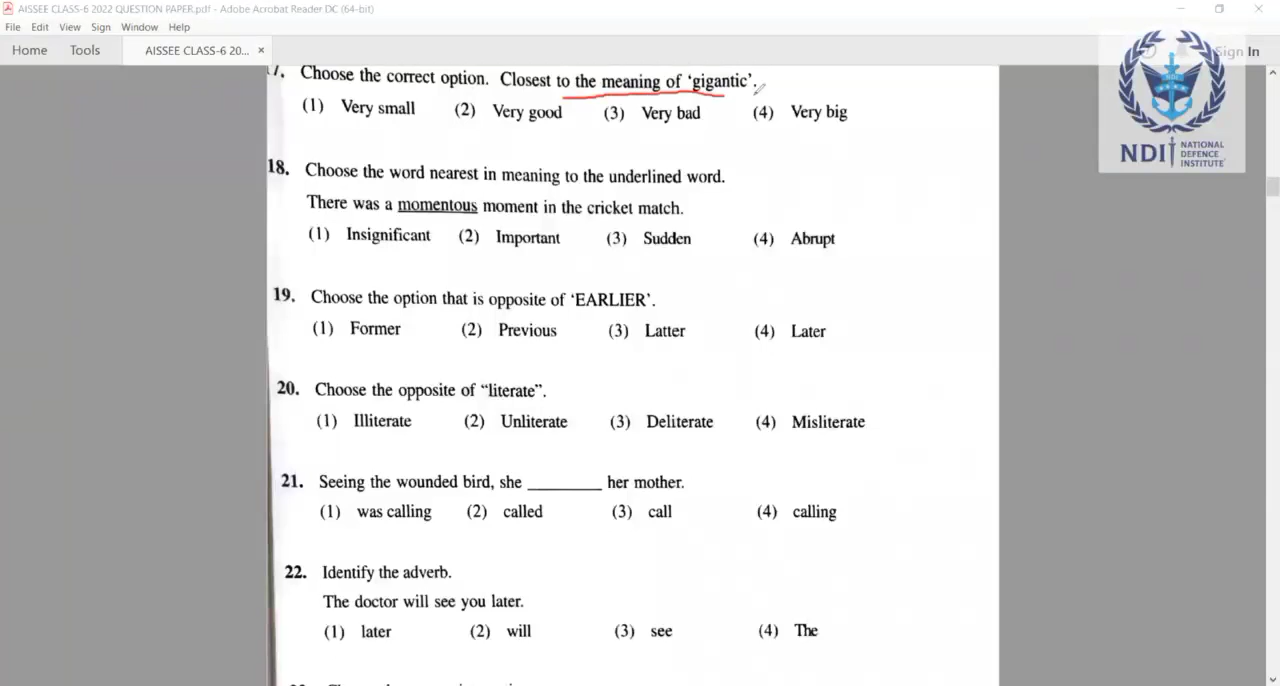 AISSEE CLASS-6 2022 QUESTION PAPER.pdf - Adobe Acrobat Reader DC (64-bit)
File Edit View Sign Window Help
Home Tools AISSEE CLASS-6 20... × Sign In
17. Choose the correct option. Closest to the meaning of 'gigantic'.
(1) Very small (2) Very good (3) Very bad (4) Very big
NDI NATIONAL DEFENCE INSTITUTE
18. Choose the word nearest in meaning to the underlined word.
There was a momentous moment in the cricket match.
(1) Insignificant (2) Important (3) Sudden (4) Abrupt
19. Choose the option that is opposite of 'EARLIER'.
(1) Former (2) Previous (3) Latter (4) Later
20. Choose the opposite of "literate".
(1) Illiterate (2) Unliterate (3) Deliterate (4) Misliterate
21. Seeing the wounded bird, she ________ her mother.
(1) was calling (2) called (3) call (4) calling
22. Identify the adverb.
The doctor will see you later.
(1) later (2) will (3) see (4) The